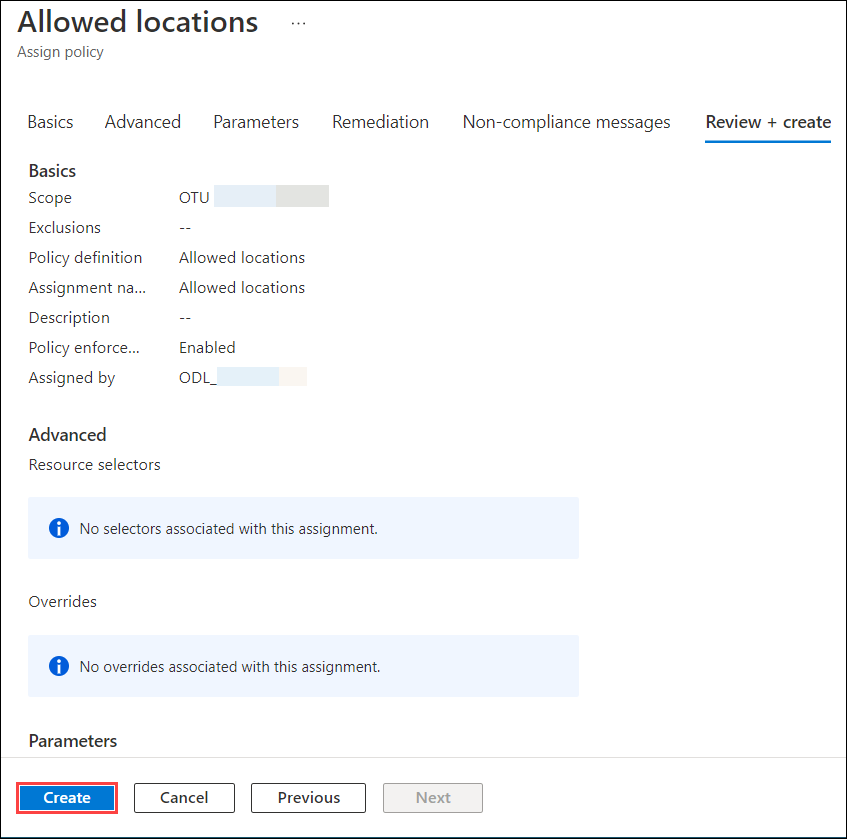 Allowed locations ...
Assign policy
Basics Advanced Parameters Remediation Non-compliance messages Review + create
Basics
Scope OTU
Exclusions --
Policy definition Allowed locations
Assignment na... Allowed locations
Description --
Policy enforce... Enabled
Assigned by ODL_
Advanced
Resource selectors
No selectors associated with this assignment.
Overrides
No overrides associated with this assignment.
Parameters
Create Cancel Previous Next